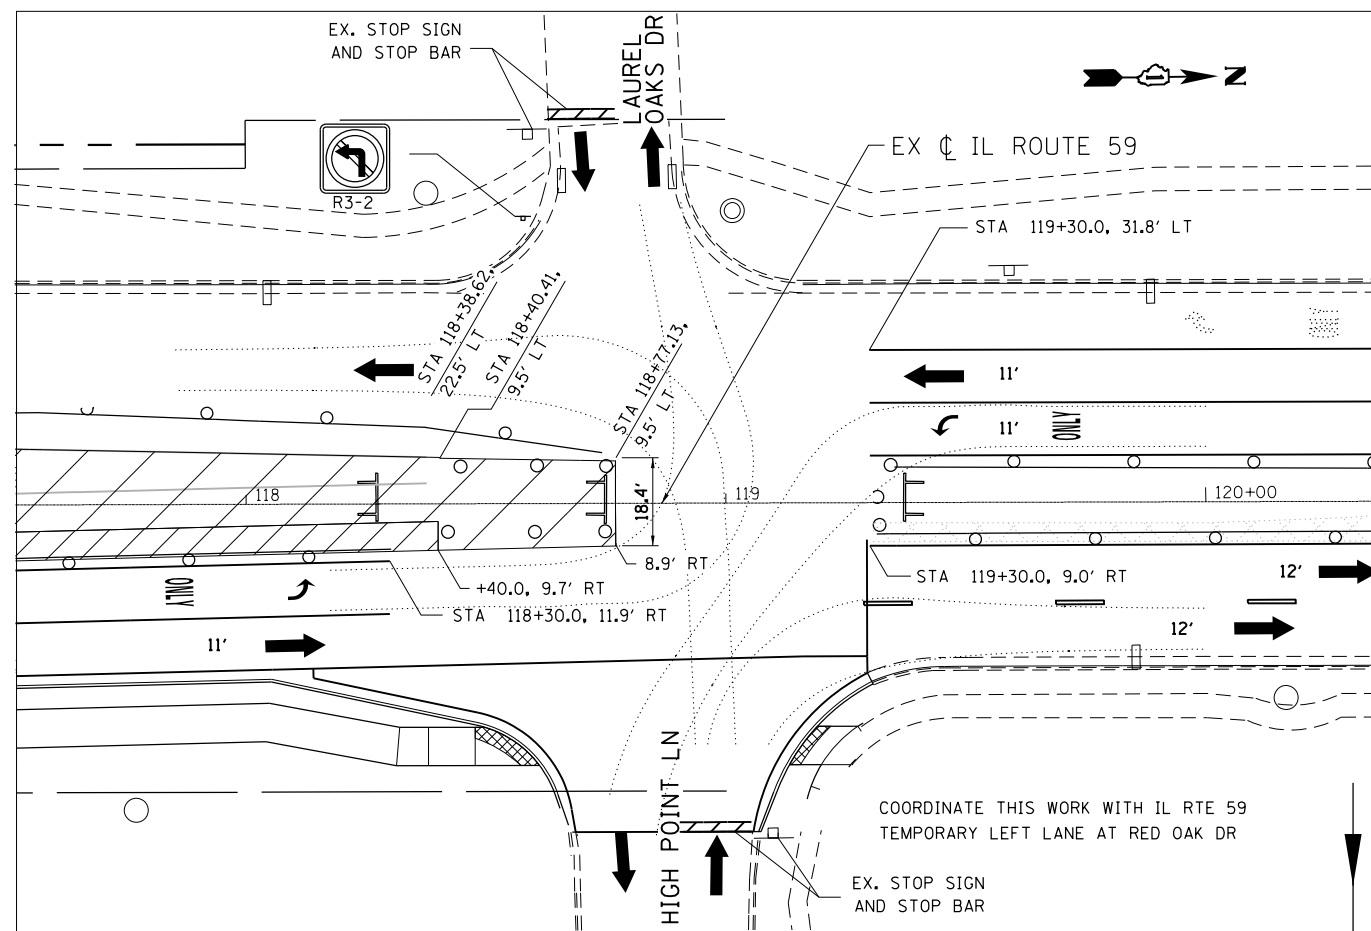 EX. STOP SIGN
AND STOP BAR
LAUREL
OAKS DR
N
R3-2
EX ℄ IL ROUTE 59
STA 119+30.0, 31.8' LT
STA 118+38.62,
22.5' LT
STA 118+40.41,
9.5' LT
STA 118+77.13,
9.5' LT
11'
11'
ONLY
118
18.4'
119
120+00
8.9' RT
STA 119+30.0, 9.0' RT
12'
+40.0, 9.7' RT
STA 118+30.0, 11.9' RT
ONLY
12'
11'
HIGH POINT LN
COORDINATE THIS WORK WITH IL RTE 59
TEMPORARY LEFT LANE AT RED OAK DR
EX. STOP SIGN
AND STOP BAR